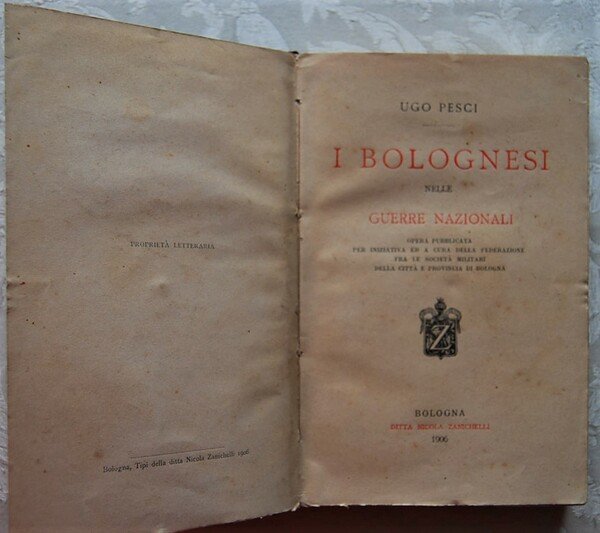 PROPRIETÀ LETTERARIA
Bologna, Tipi della ditta Nicola Zanichelli 1906
UGO PESCI
I BOLOGNESI
NELLE
GUERRE NAZIONALI
OPERA PUBBLICATA
PER INIZIATIVA ED A CURA DELLA FEDERAZIONE
FRA LE SOCIETÀ MILITARI
DELLA CITTÀ E PROVINCIA DI BOLOGNA
Z
BOLOGNA
DITTA NICOLA ZANICHELLI
1906